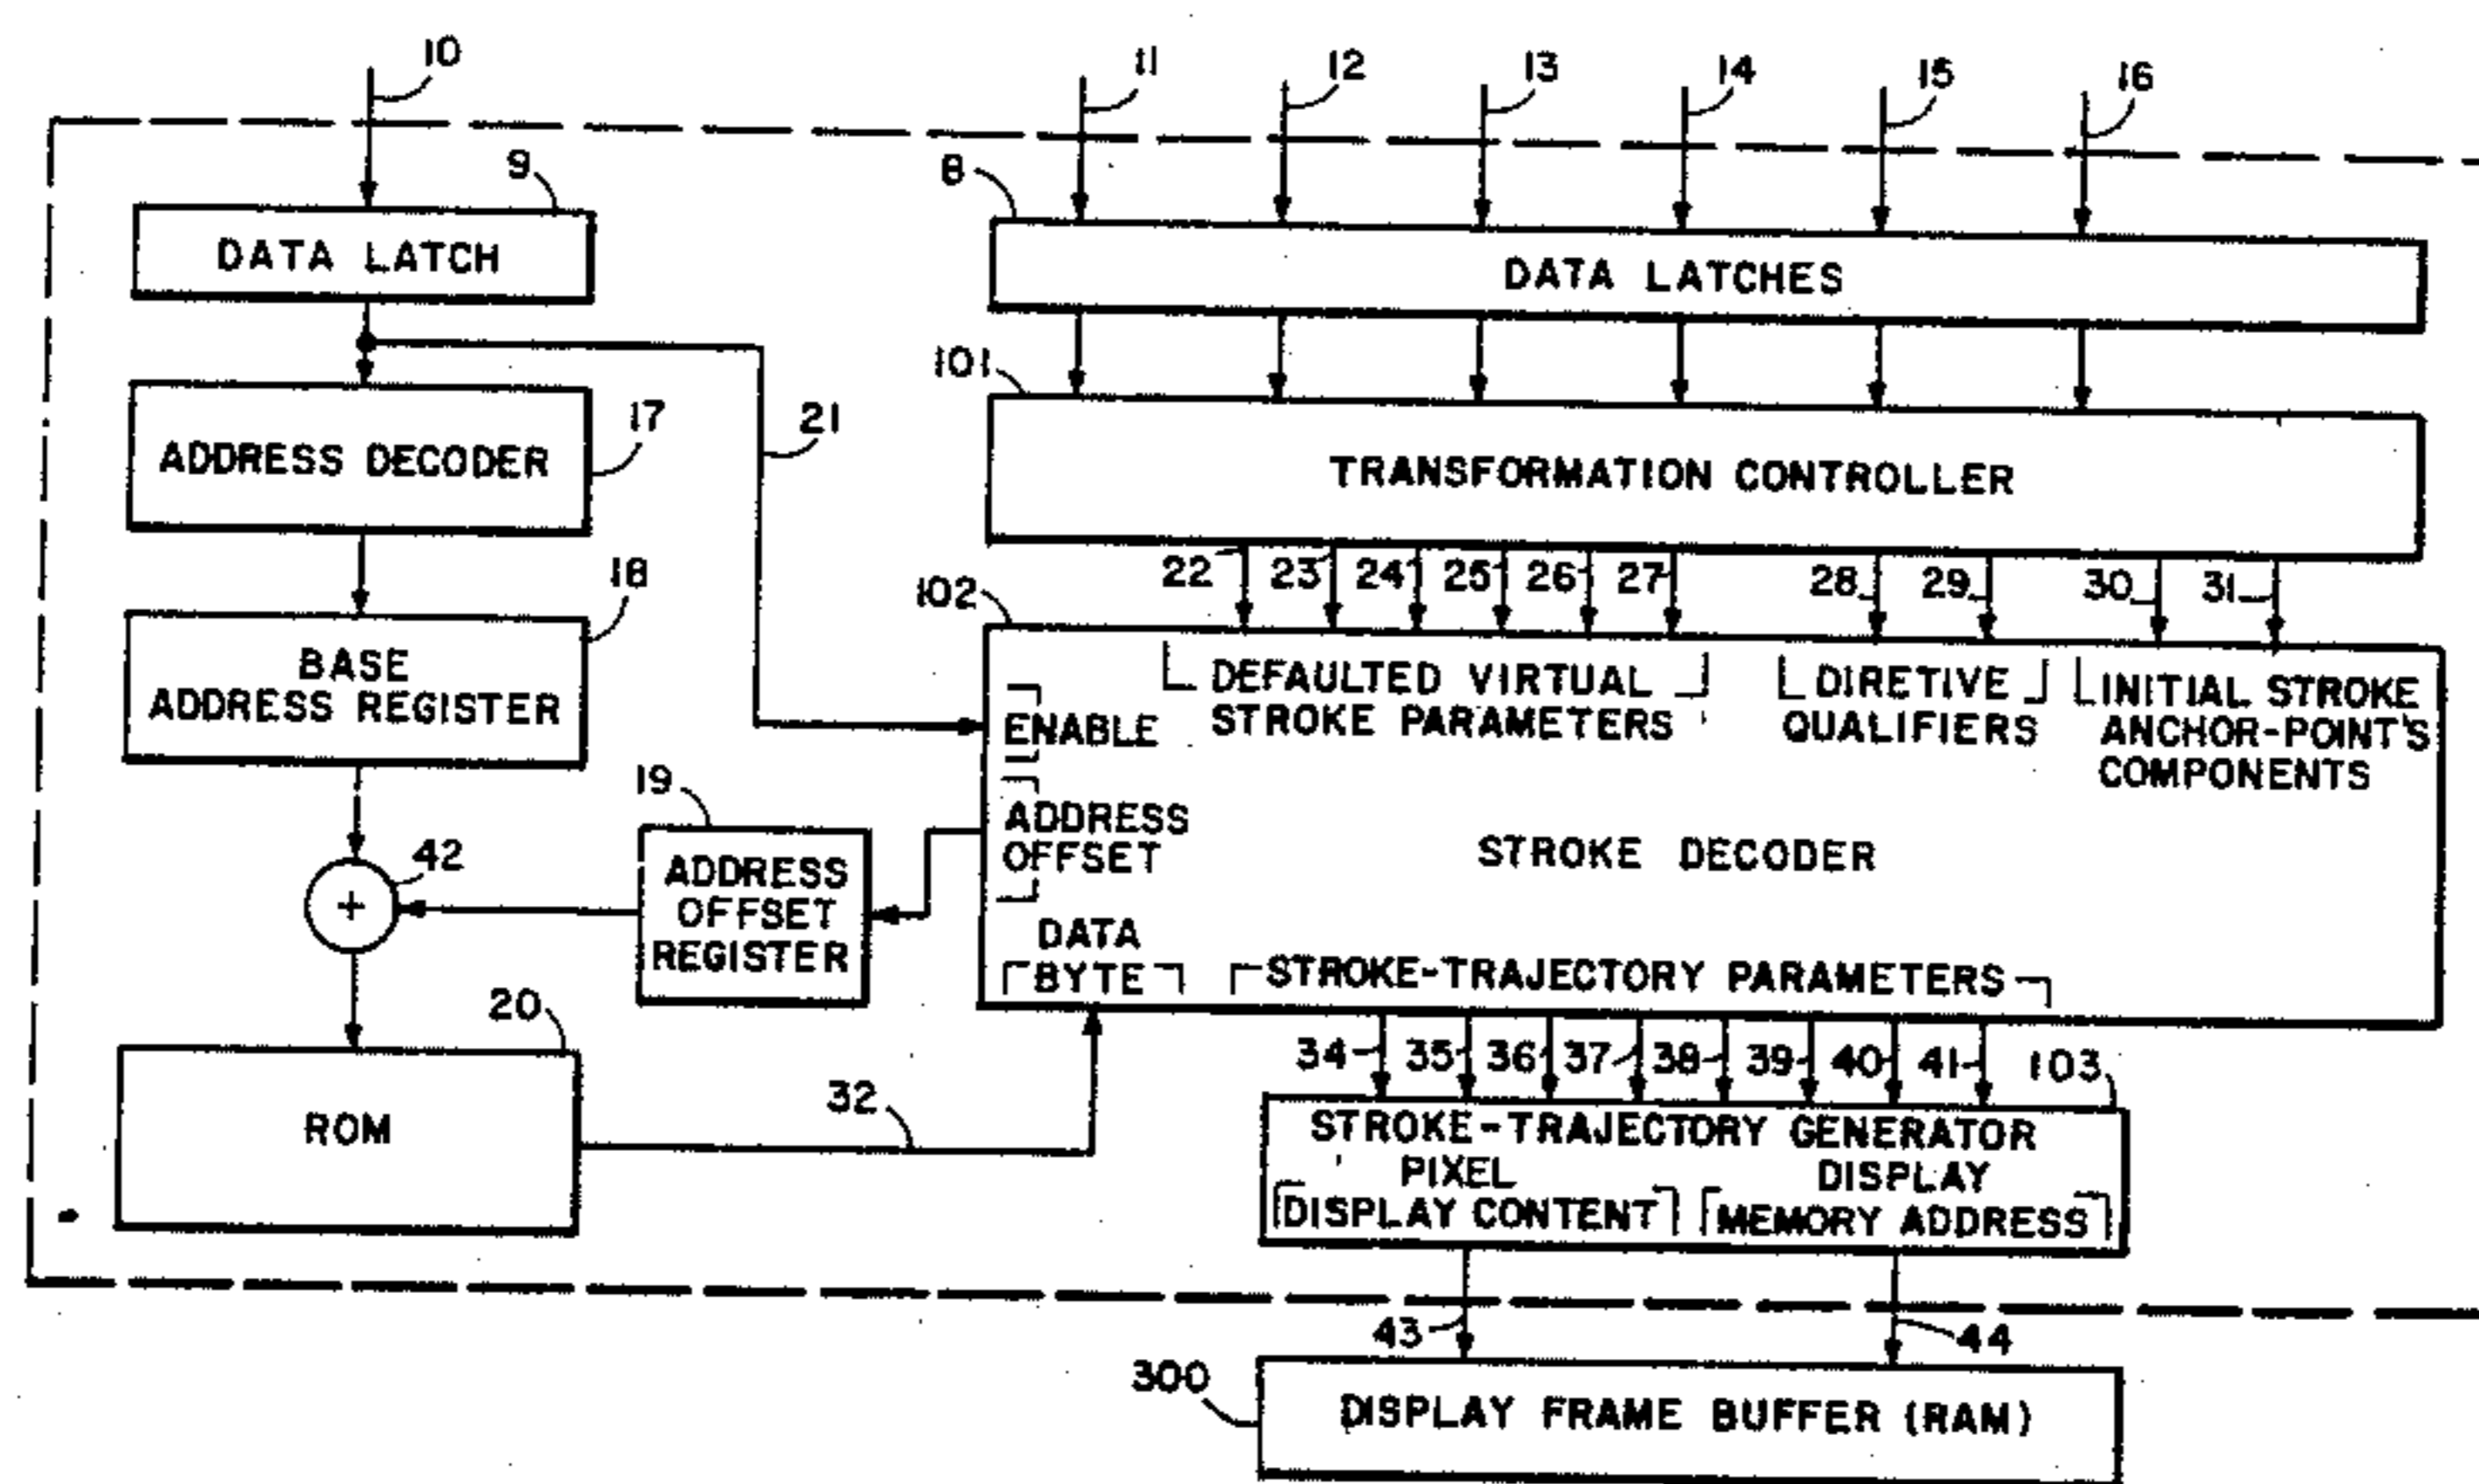 10
11
12
13
14
15
16
9
8
DATA LATCH
DATA LATCHES
101
17
21
ADDRESS DECODER
TRANSFORMATION CONTROLLER
22
23
24
25
26
27
28
29
30
31
18
102
BASE
ADDRESS REGISTER
ENABLE
DEFAULTED VIRTUAL
STROKE PARAMETERS
DIRETIVE
QUALIFIERS
INITIAL STROKE
ANCHOR-POINT'S
COMPONENTS
19
42
+
ADDRESS
OFFSET
REGISTER
ADDRESS
OFFSET
STROKE DECODER
DATA
BYTE
STROKE-TRAJECTORY PARAMETERS
20
ROM
32
34
35
36
37
38
39
40
41
103
STROKE-TRAJECTORY GENERATOR
PIXEL
DISPLAY CONTENT
DISPLAY
MEMORY ADDRESS
43
44
300
DISPLAY FRAME BUFFER (RAM)